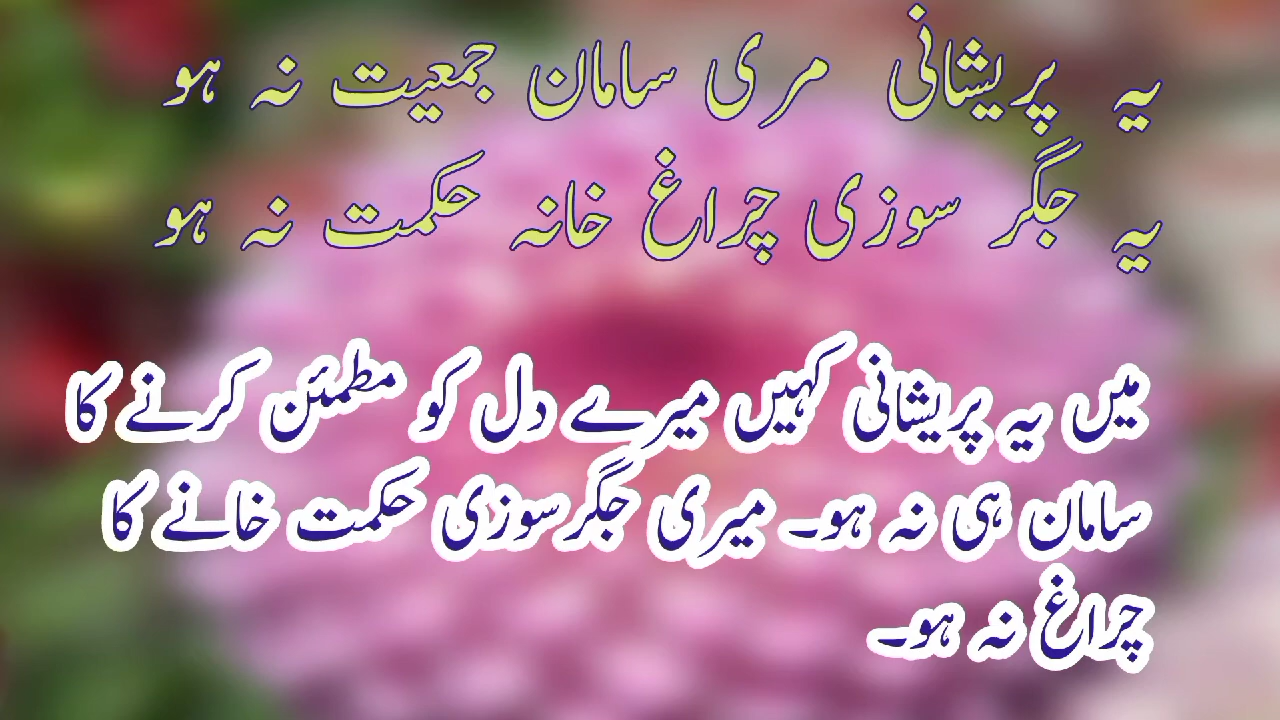 یہ پریشانی مری سامان جمعیت نہ ہو
یہ جگر سوزی چراغ خانہ حکمت نہ ہو
میں یہ پریشانی کہیں میرے دل کو مطمئن کرنے کا
سامان ہی نہ ہو۔ میری جگرسوزی حکمت خانے کا
چراغ نہ ہو۔